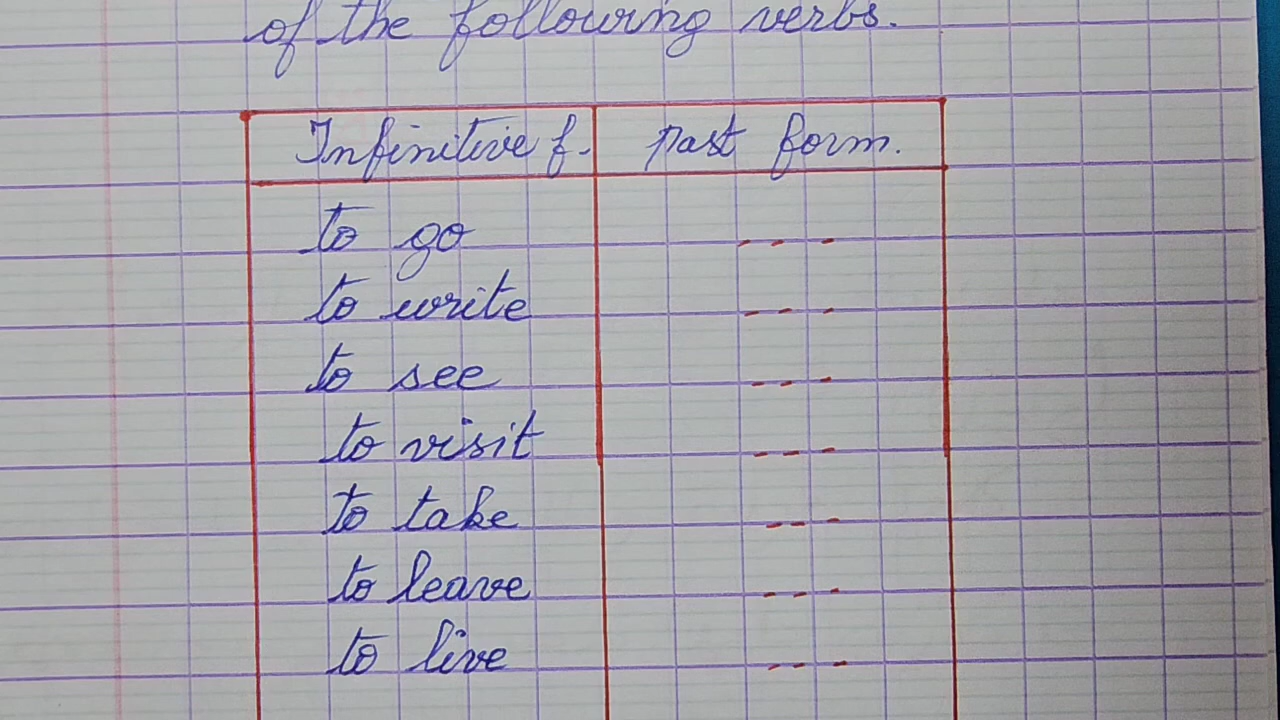 of the following verbs.
Infinitive f. past form.
to go ---
to write ---
to see ---
to visit ---
to take ---
to leave ---
to live ---